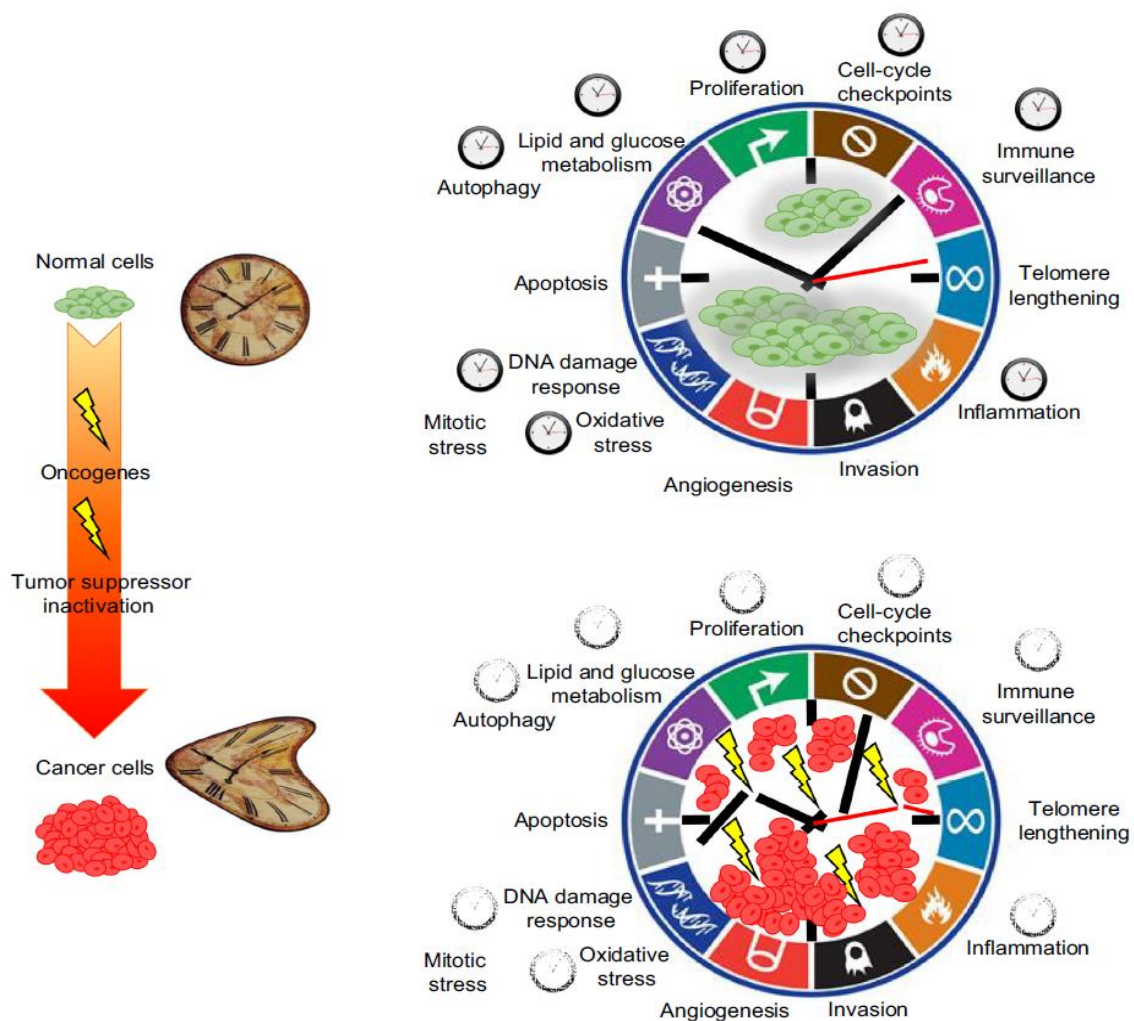 Normal cells
Oncogenes
Tumor suppressor
inactivation
Cancer cells
Proliferation
Cell-cycle
checkpoints
Lipid and glucose
metabolism
Immune
surveillance
Autophagy
Apoptosis
Telomere
lengthening
DNA damage
response
Mitotic
stress
Oxidative
stress
Inflammation
Angiogenesis
Invasion
Proliferation
Cell-cycle
checkpoints
Lipid and glucose
metabolism
Immune
surveillance
Autophagy
Apoptosis
Telomere
lengthening
DNA damage
response
Mitotic
stress
Oxidative
stress
Inflammation
Angiogenesis
Invasion